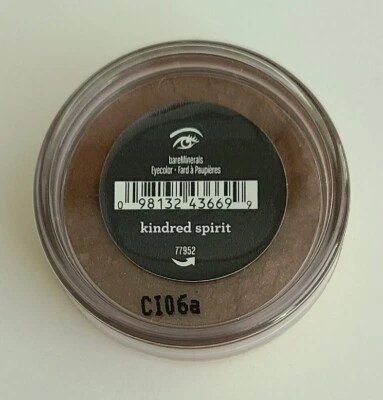 bareMinerals
Eyecolor · Fard à Paupières
0 98132 43669 9
kindred spirit
77952
CI06a